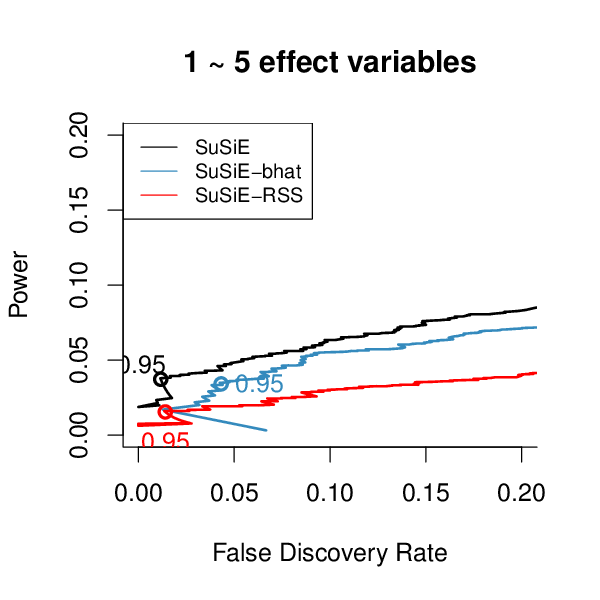 1 ~ 5 effect variables
SuSiE
SuSiE−bhat
SuSiE−RSS
Power
0.20
0.15
0.10
0.05
0.00
0.95
0.95
0.95
0.00 0.05 0.10 0.15 0.20
False Discovery Rate